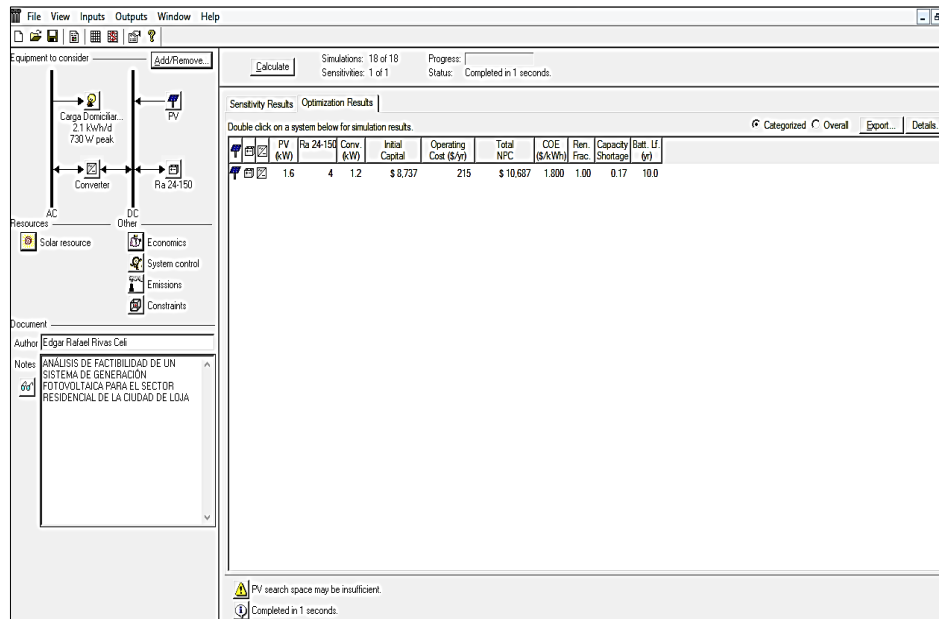 File View Inputs Outputs Window Help
Equipment to consider
Add/Remove...
Carga Domiciliar...
2.1 kWh/d
730 W peak
PV
Converter
Ra 24-150
AC
DC
Resources
Other
Solar resource
Economics
System control
Emissions
Constraints
Document
Author Edgar Rafael Rivas Celi
Notes
ANÁLISIS DE FACTIBILIDAD DE UN
SISTEMA DE GENERACIÓN
FOTOVOLTAICA PARA EL SECTOR
RESIDENCIAL DE LA CIUDAD DE LOJA
Calculate
Simulations: 18 of 18
Progress:
Sensitivities: 1 of 1
Status: Completed in 1 seconds.
Sensitivity Results
Optimization Results
Double click on a system below for simulation results.
Categorized
Overall
Export...
Details...
PV (kW) Ra 24-150 Conv. (kW) Initial Capital Operating Cost ($/yr) Total NPC COE ($/kWh) Ren. Frac. Capacity Shortage Batt. Lf. (yr)
1.6 4 1.2 $ 8,737 215 $ 10,687 1.800 1.00 0.17 10.0
PV search space may be insufficient.
Completed in 1 seconds.